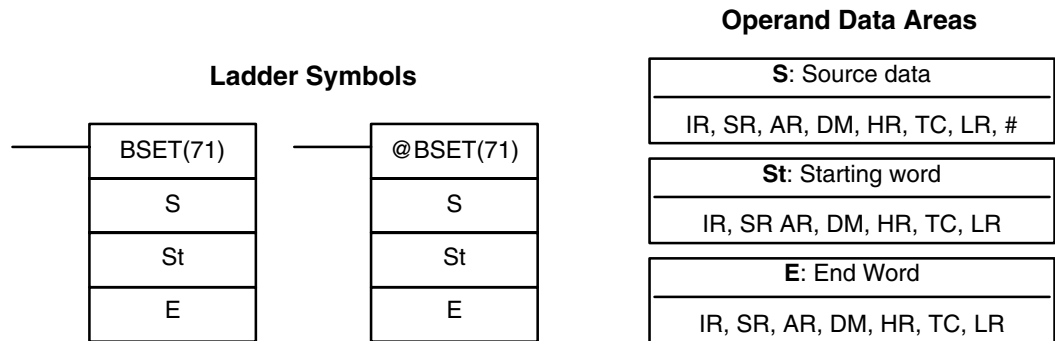 Ladder Symbols
BSET(71)
S
St
E
@BSET(71)
S
St
E
Operand Data Areas
S: Source data
IR, SR, AR, DM, HR, TC, LR, #
St: Starting word
IR, SR AR, DM, HR, TC, LR
E: End Word
IR, SR, AR, DM, HR, TC, LR